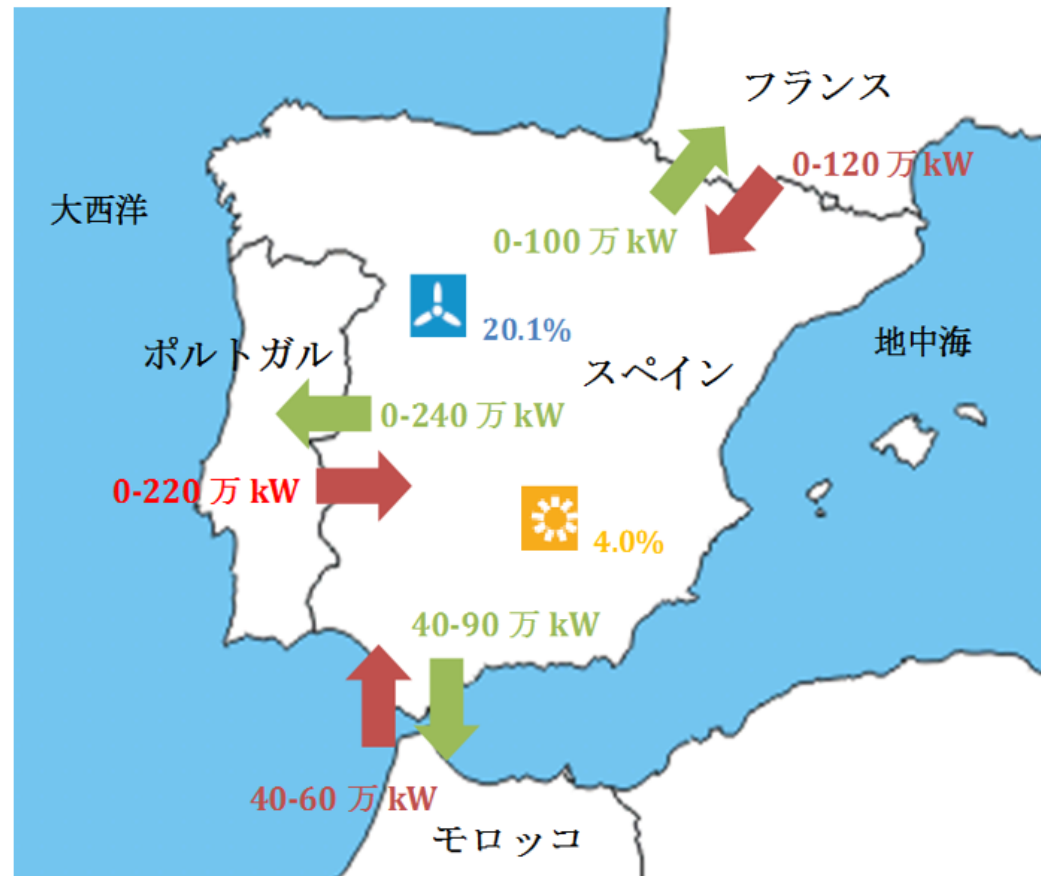 フランス
0-120 万 kW
大西洋
0-100 万 kW
20.1%
ポルトガル
スペイン
地中海
0-240 万 kW
0-220 万 kW
4.0%
40-90 万 kW
40-60 万 kW
モロッコ